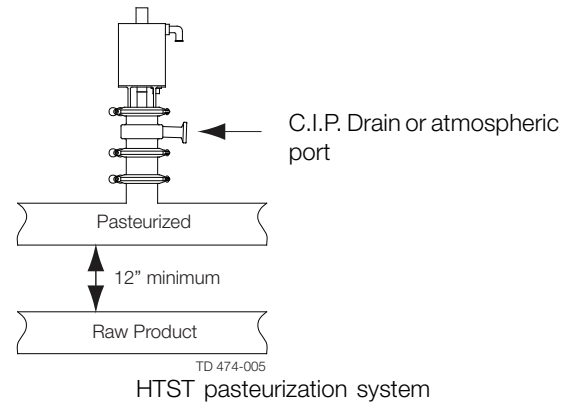 C.I.P. Drain or atmospheric
port
Pasteurized
12” minimum
Raw Product
TD 474-005
HTST pasteurization system